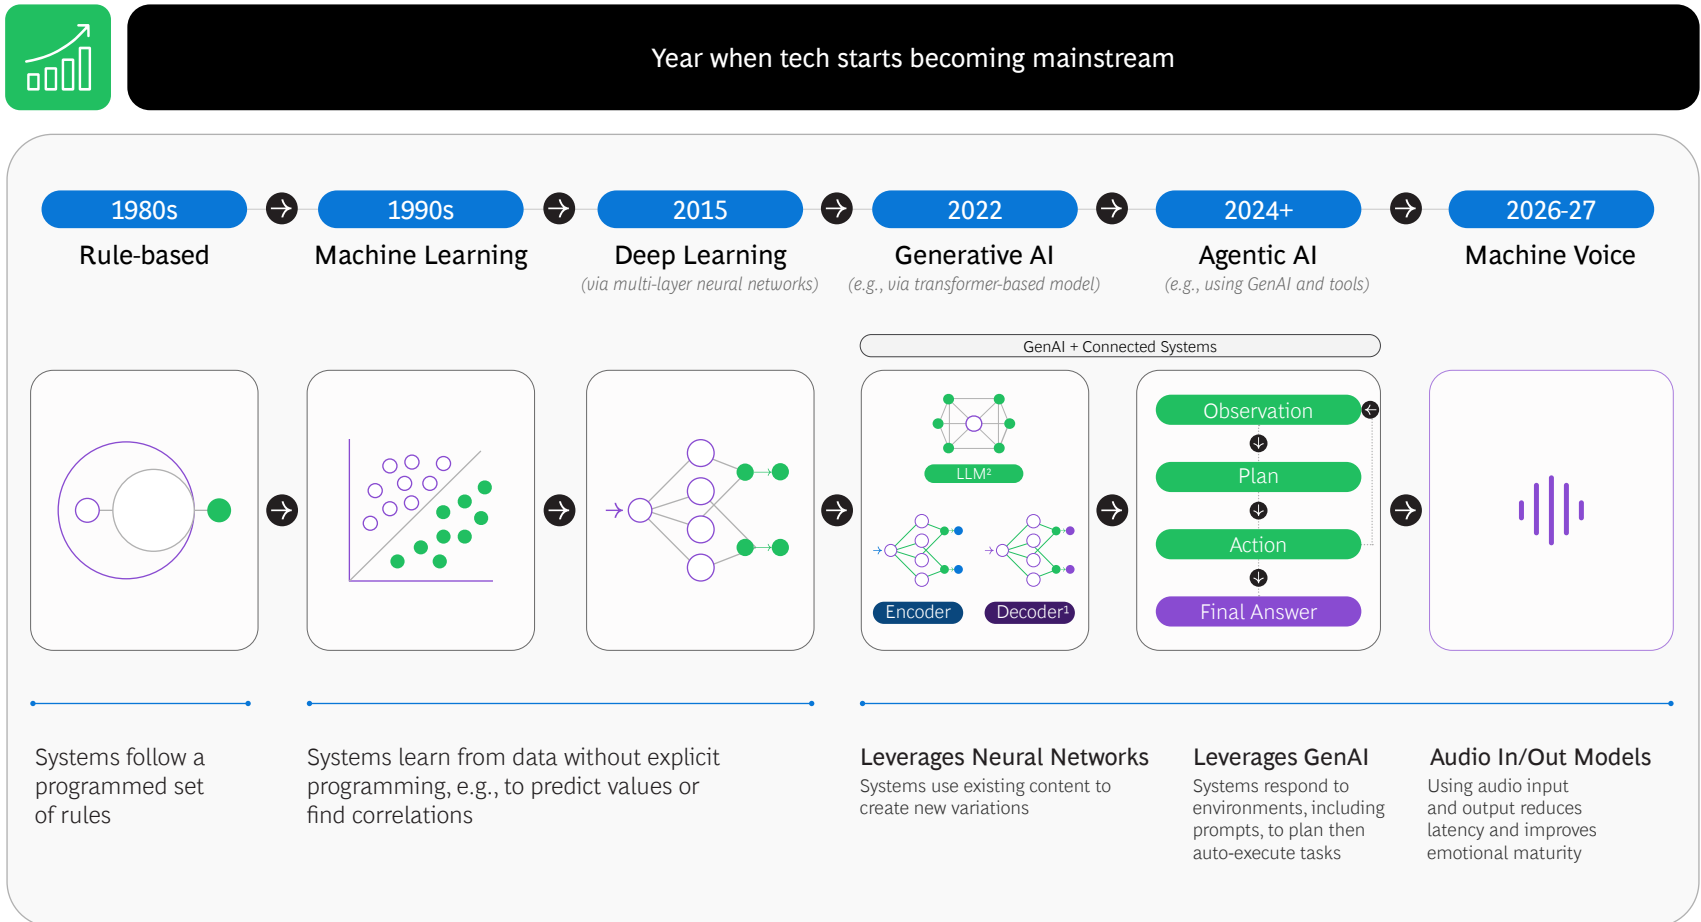 Year when tech starts becoming mainstream
1980s
1990s
2015
2022
2024+
2026-27
Rule-based
Machine Learning
Deep Learning
(via multi-layer neural networks)
Generative AI
(e.g., via transformer-based model)
Agentic AI
(e.g., using GenAI and tools)
Machine Voice
GenAI + Connected Systems
LLM²
Encoder
Decoder¹
Observation
Plan
Action
Final Answer
Systems follow a
programmed set
of rules
Systems learn from data without explicit
programming, e.g., to predict values or
find correlations
Leverages Neural Networks
Systems use existing content to
create new variations
Leverages GenAI
Systems respond to
environments, including
prompts, to plan then
auto-execute tasks
Audio In/Out Models
Using audio input
and output reduces
latency and improves
emotional maturity